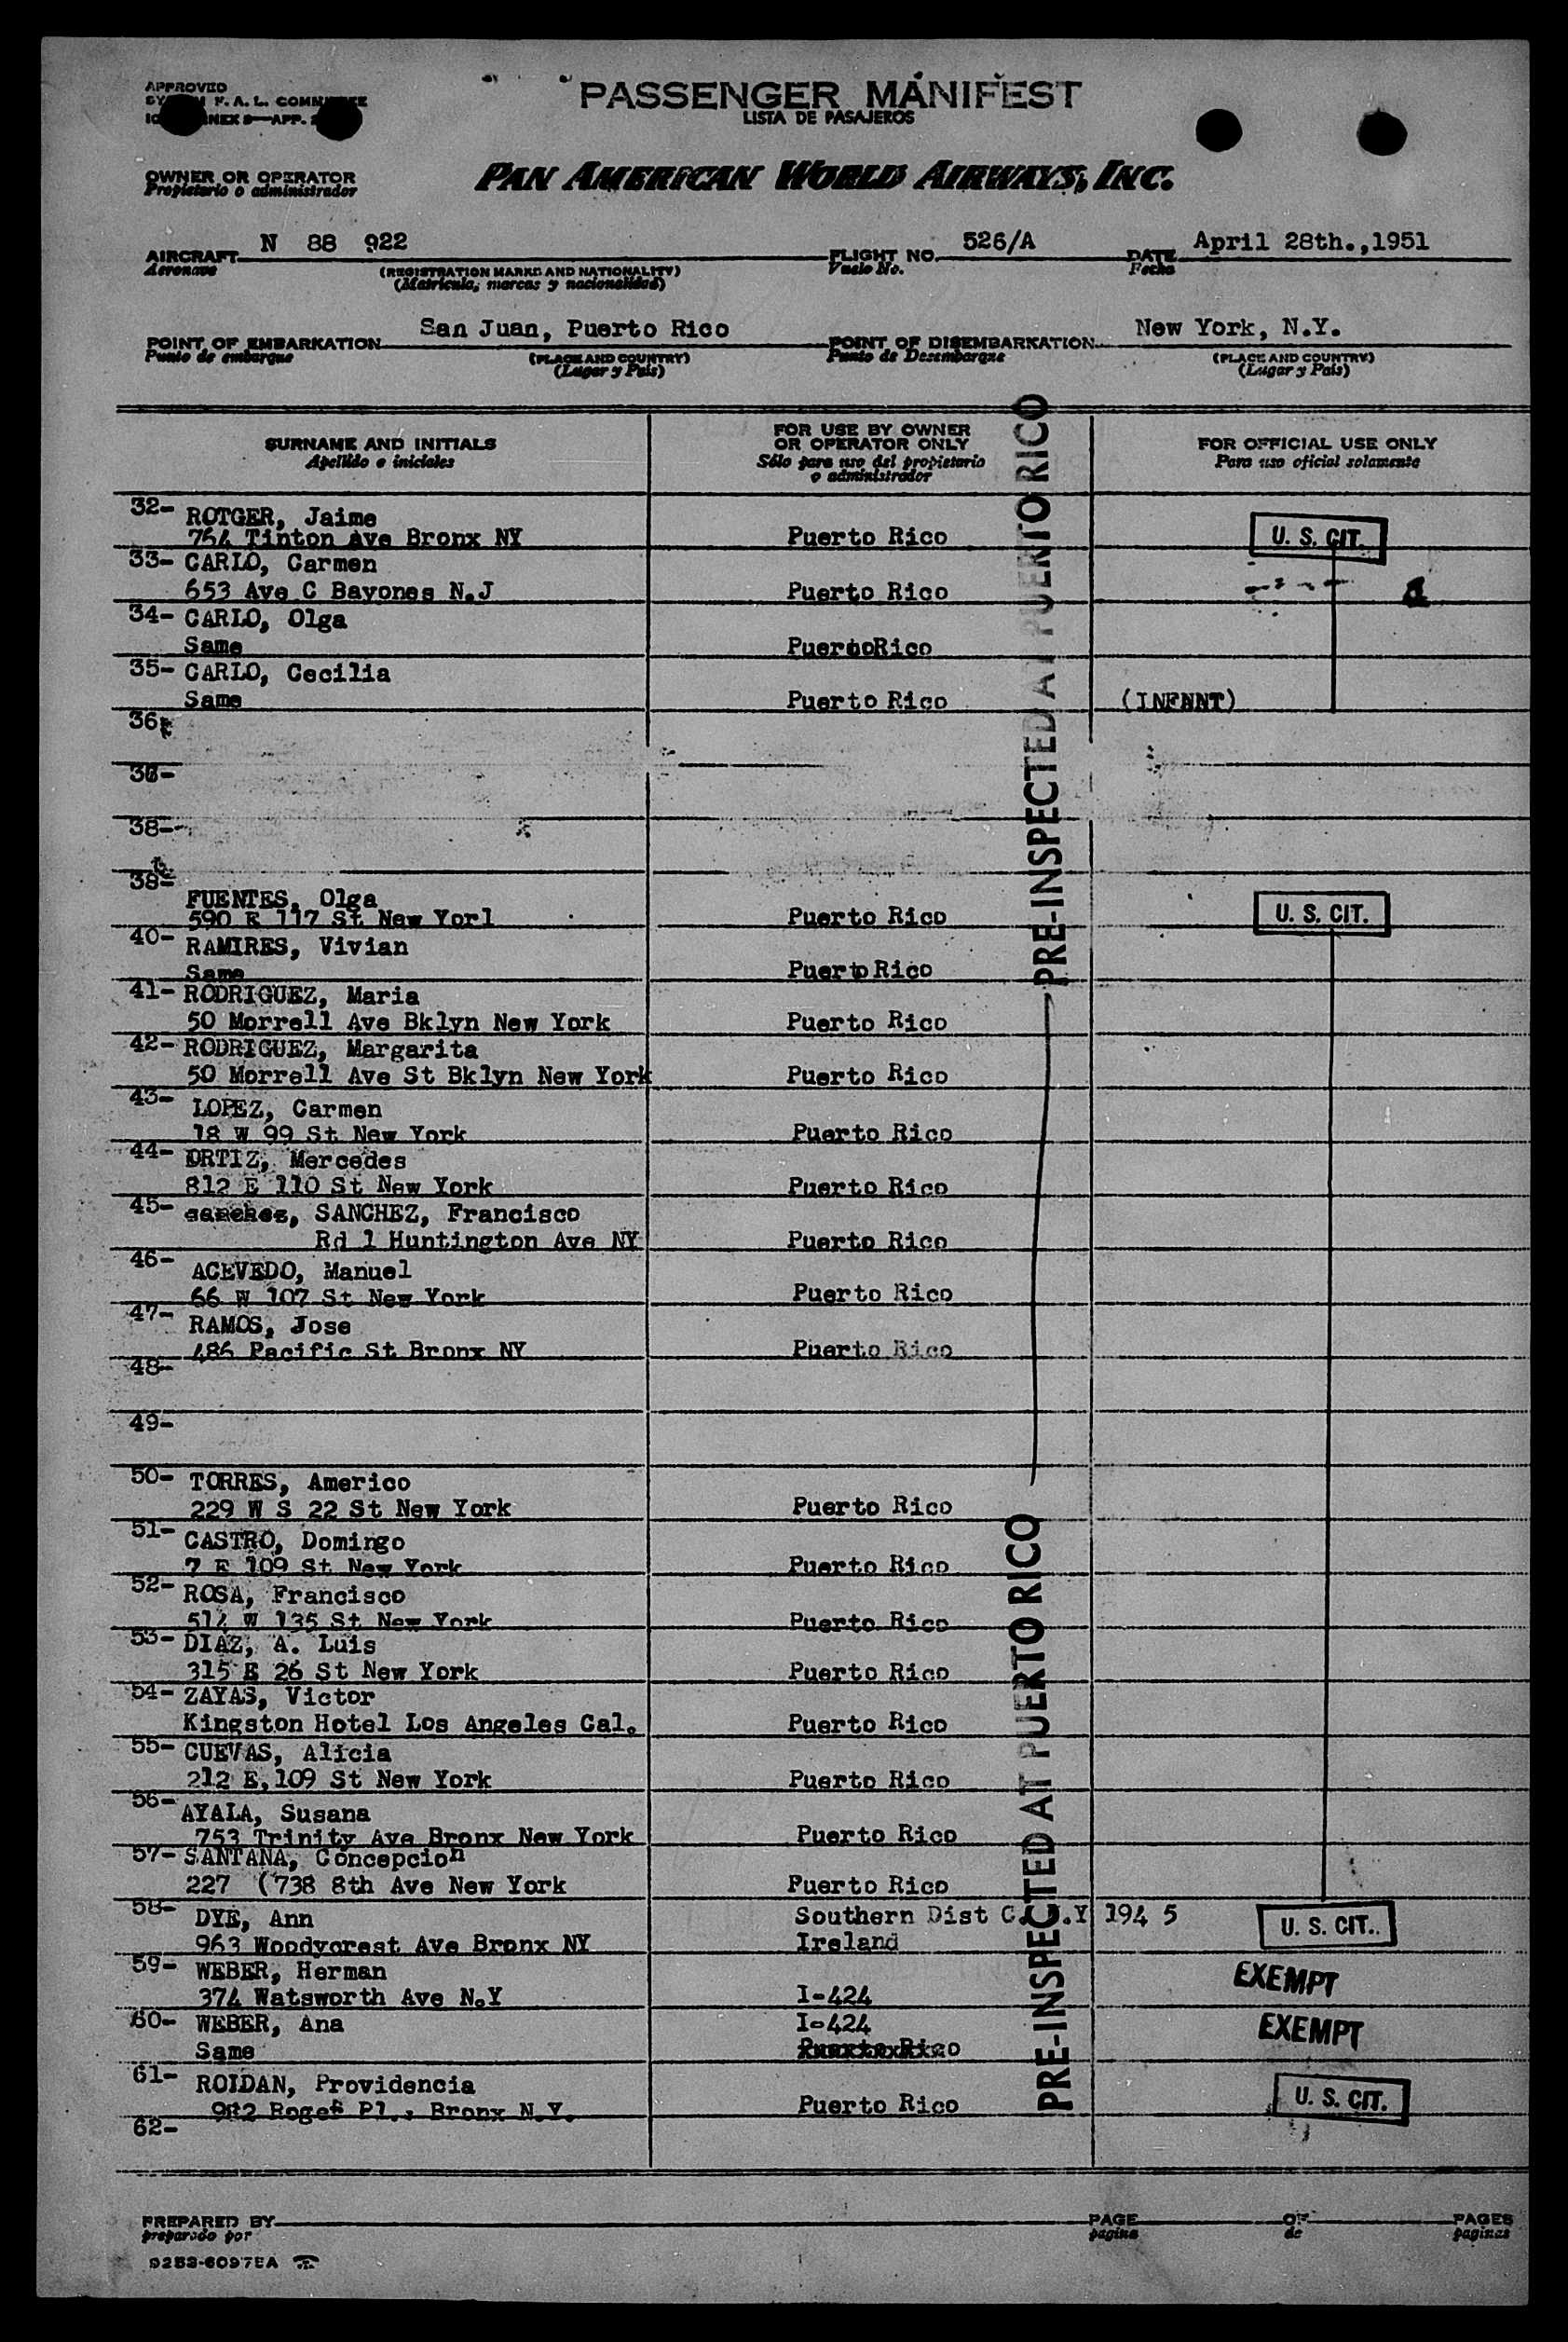 APPROVED
F. A. L. COMMITTEE
ANNEX 9—APP.
PASSENGER MANIFEST
LISTA DE PASAJEROS
OWNER OR OPERATOR
Propietario o administrador
PAN AMERICAN WORLD AIRWAYS, INC.
AIRCRAFT N 88 922 FLIGHT NO. 526/A DATE April 28th.,1951
Aeronave (REGISTRATION MARKS AND NATIONALITY) Vuelo No. Fecha
(Matrícula, marcas y nacionalidad)
POINT OF EMBARKATION San Juan, Puerto Rico POINT OF DISEMBARKATION New York, N.Y.
Punto de embarque (PLACE AND COUNTRY) Punto de Desembarque (PLACE AND COUNTRY)
(Lugar y País) (Lugar y País)
SURNAME AND INITIALS FOR USE BY OWNER OR OPERATOR ONLY FOR OFFICIAL USE ONLY
Apellido e iniciales Sólo para uso del propietario o administrador Para uso oficial solamente
PRE-INSPECTED AT PUERTO RICO
32- ROTGER, Jaime
764 Tinton Ave Bronx NY Puerto Rico U. S. CIT.
33- CARLO, Carmen
653 Ave C Bayones N.J Puerto Rico
34- CARLO, Olga
Same PuertoRico
35- CARLO, Cecilia
Same Puerto Rico (INFNNT)
36
38-
38-
FUENTES, Olga
590 E 117 St New Yorl Puerto Rico U. S. CIT.
40- RAMIRES, Vivian
Same Puerto Rico
41- RODRIGUEZ, Maria
50 Morrell Ave Bklyn New York Puerto Rico
42- RODRIGUEZ, Margarita
50 Morrell Ave St Bklyn New York Puerto Rico
43- LOPEZ, Carmen
18 W 99 St New York Puerto Rico
44- ORTIZ, Mercedes
812 E 110 St New York Puerto Rico
45- sanchez, SANCHEZ, Francisco
Rd 1 Huntington Ave NY Puerto Rico
46- ACEVEDO, Manuel
66 W 107 St New York Puerto Rico
47- RAMOS, Jose
486 Pacific St Bronx NY Puerto Rico
48-
49-
50- TORRES, Americo
229 W S 22 St New York Puerto Rico
51- CASTRO, Domingo
7 E 109 St New York Puerto Rico
52- ROSA, Francisco
514 W 135 St New York Puerto Rico
53- DIAZ, A. Luis
315 E 26 St New York Puerto Rico
54- ZAYAS, Victor
Kingston Hotel Los Angeles Cal. Puerto Rico
55- CUEVAS, Alicia
212 E,109 St New York Puerto Rico
56- AYALA, Susana
753 Trinity Ave Bronx New York Puerto Rico
57- SANTANA, Concepcion
227 (738 8th Ave New York Puerto Rico
PRE-INSPECTED AT PUERTO RICO
58- DYE, Ann Southern Dist C. .Y 194 5 U. S. CIT.
963 Woodycrest Ave Bronx NY Ireland
59- WEBER, Herman EXEMPT
374 Watsworth Ave N.Y I-424
60- WEBER, Ana I-424 EXEMPT
Same Puerto Rico
61- ROIDAN, Providencia U. S. CIT.
982 Roges Pl., Bronx N.Y. Puerto Rico
62-
PREPARED BY PAGE OF PAGES
preparado por página de páginas
9253-6097EA